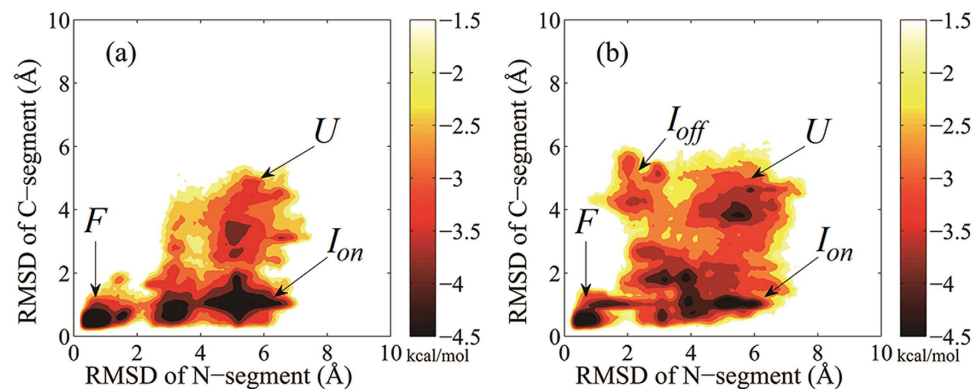 (a)
F
U
I_on
RMSD of C−segment (Å)
10
8
6
4
2
0
0 2 4 6 8 10
RMSD of N−segment (Å)
−1.5
−2
−2.5
−3
−3.5
−4
−4.5
kcal/mol
(b)
F
I_off
U
I_on
RMSD of C−segment (Å)
10
8
6
4
2
0
0 2 4 6 8 10
RMSD of N−segment (Å)
−1.5
−2
−2.5
−3
−3.5
−4
−4.5
kcal/mol